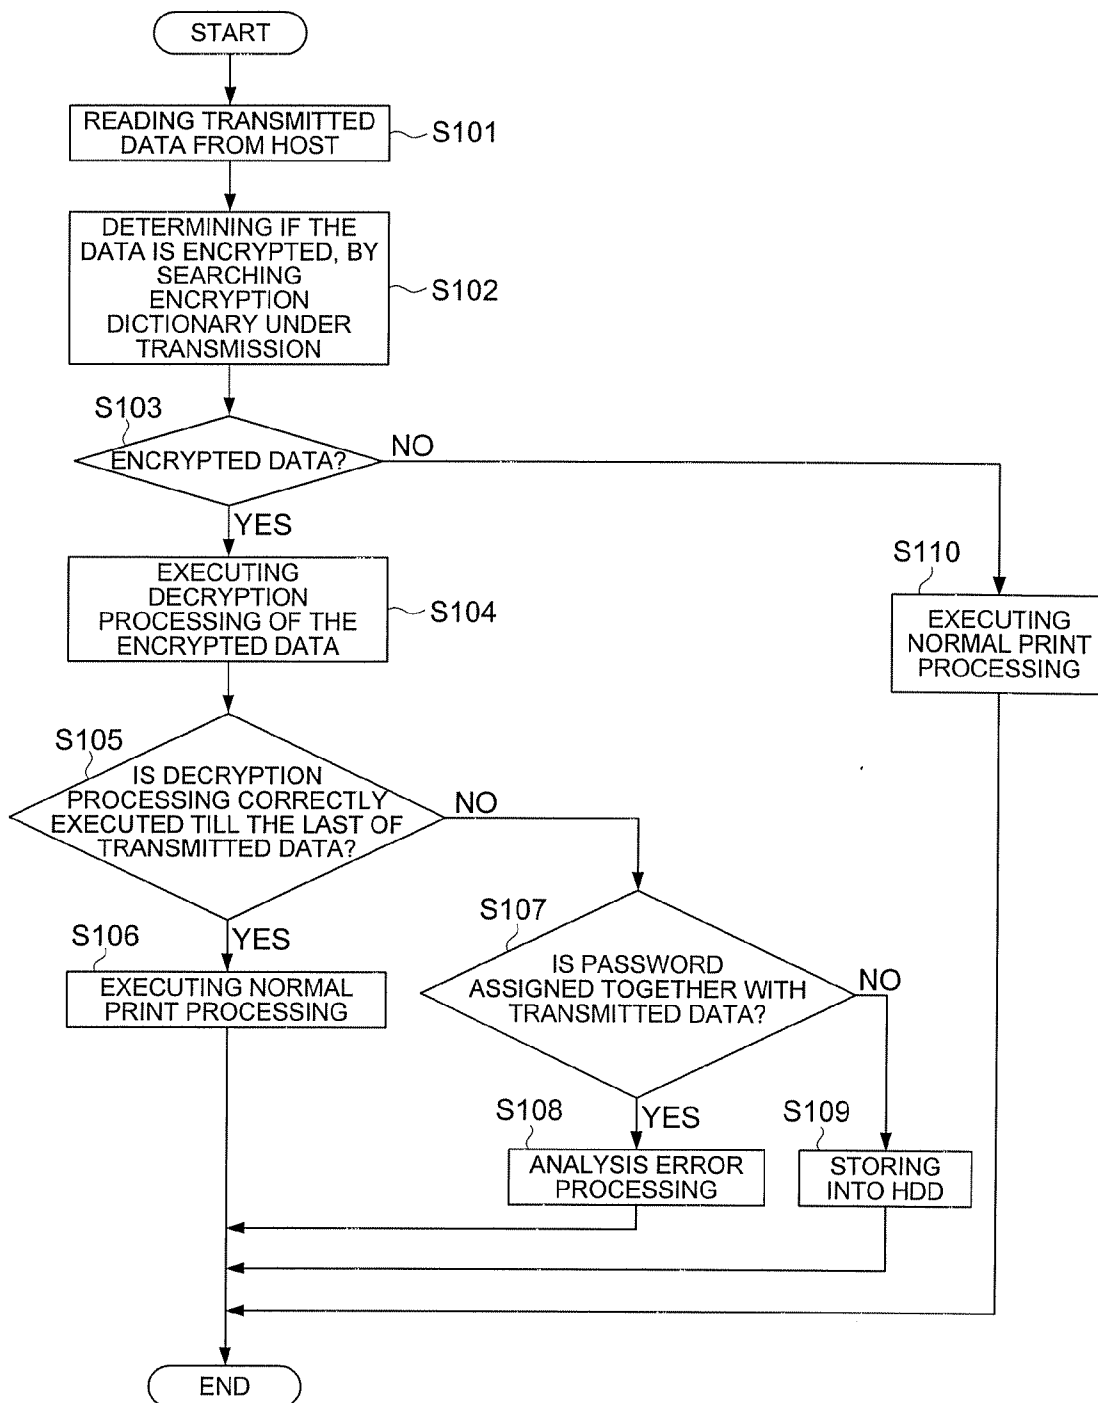 START
READING TRANSMITTED
DATA FROM HOST
S101
DETERMINING IF THE
DATA IS ENCRYPTED, BY
SEARCHING
ENCRYPTION
DICTIONARY UNDER
TRANSMISSION
S102
S103
ENCRYPTED DATA?
NO
YES
EXECUTING
DECRYPTION
PROCESSING OF THE
ENCRYPTED DATA
S104
S110
EXECUTING
NORMAL PRINT
PROCESSING
S105
IS DECRYPTION
PROCESSING CORRECTLY
EXECUTED TILL THE LAST OF
TRANSMITTED DATA?
NO
YES
S106
EXECUTING NORMAL
PRINT PROCESSING
S107
IS PASSWORD
ASSIGNED TOGETHER WITH
TRANSMITTED DATA?
NO
YES
S108
ANALYSIS ERROR
PROCESSING
S109
STORING
INTO HDD
END